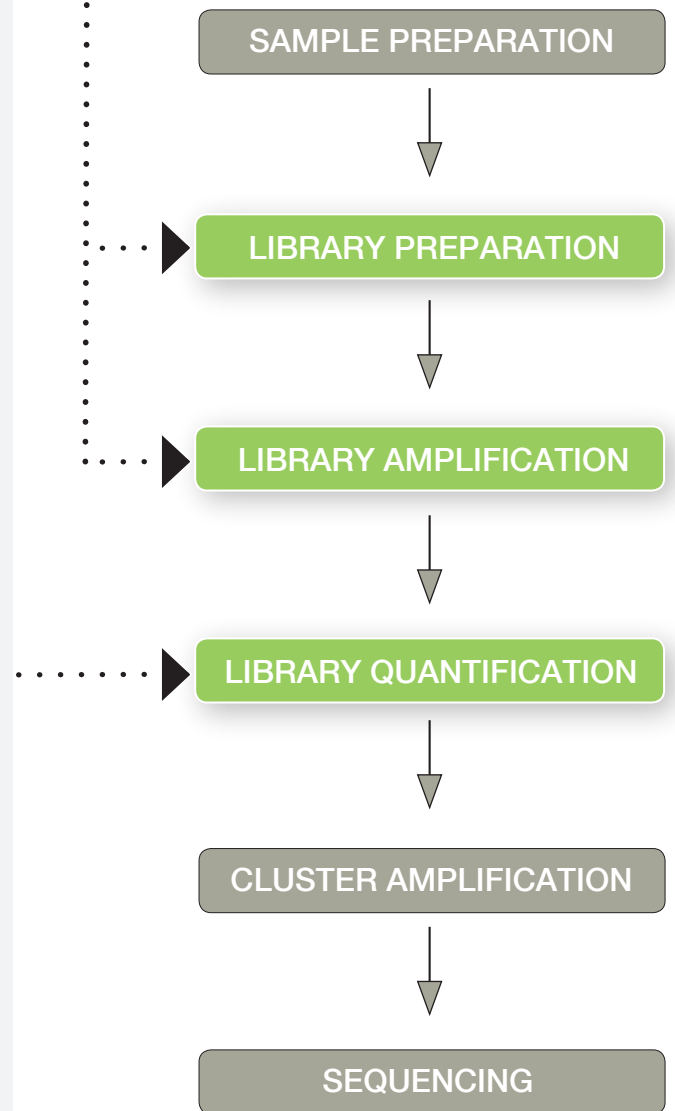 SAMPLE PREPARATION
LIBRARY PREPARATION
LIBRARY AMPLIFICATION
LIBRARY QUANTIFICATION
CLUSTER AMPLIFICATION
SEQUENCING